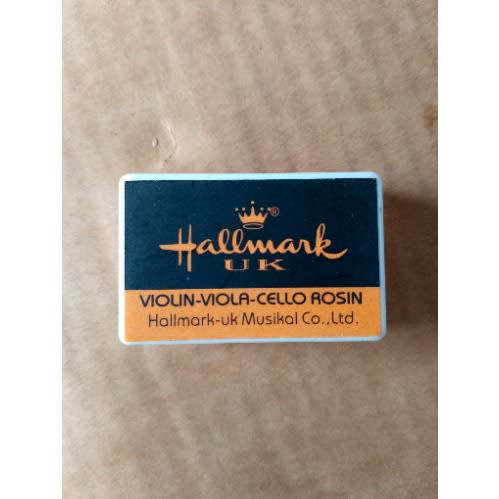 Hallmark®
UK
VIOLIN-VIOLA-CELLO ROSIN
Hallmark-uk Musikal Co.,Ltd.